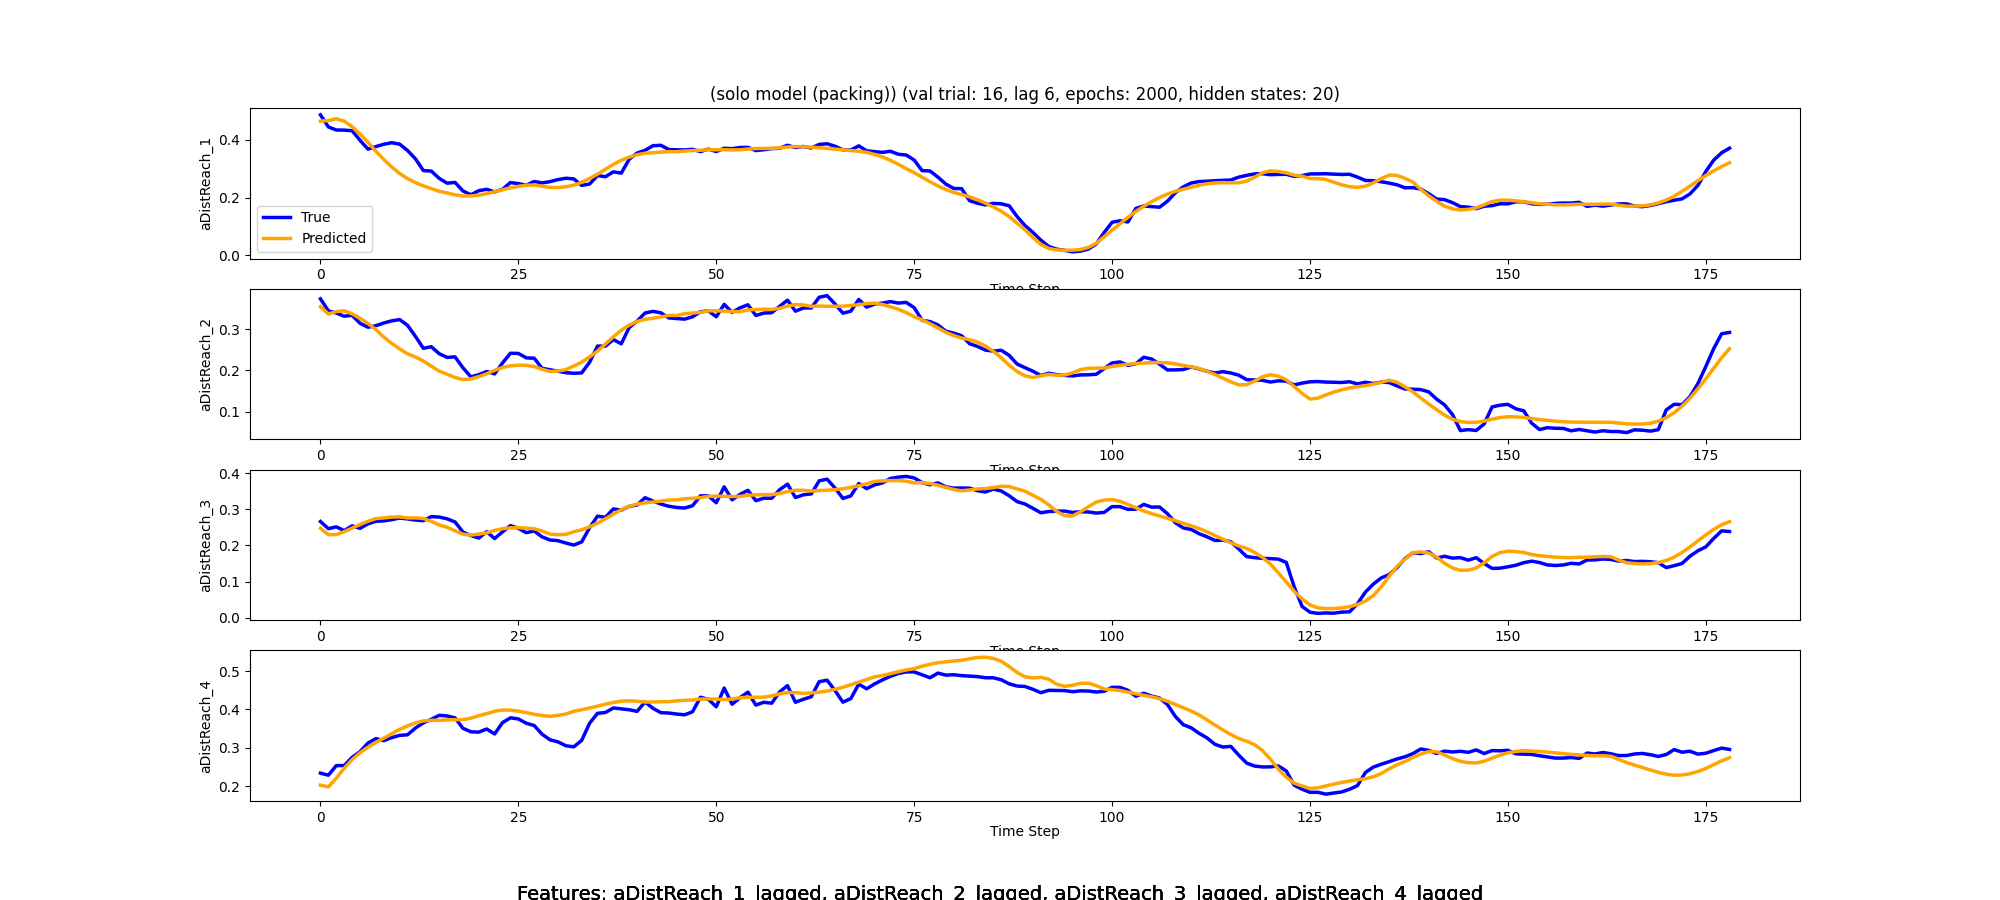 (solo model (packing)) (val trial: 16, lag 6, epochs: 2000, hidden states: 20)
aDistReach_1
0.4
0.2
0.0
True
Predicted
0 25 50 75 100 125 150 175
Time Step
aDistReach_2
0.3
0.2
0.1
0 25 50 75 100 125 150 175
Time Step
aDistReach_3
0.4
0.3
0.2
0.1
0.0
0 25 50 75 100 125 150 175
Time Step
aDistReach_4
0.5
0.4
0.3
0.2
0 25 50 75 100 125 150 175
Time Step
Features: aDistReach_1_lagged, aDistReach_2_lagged, aDistReach_3_lagged, aDistReach_4_lagged